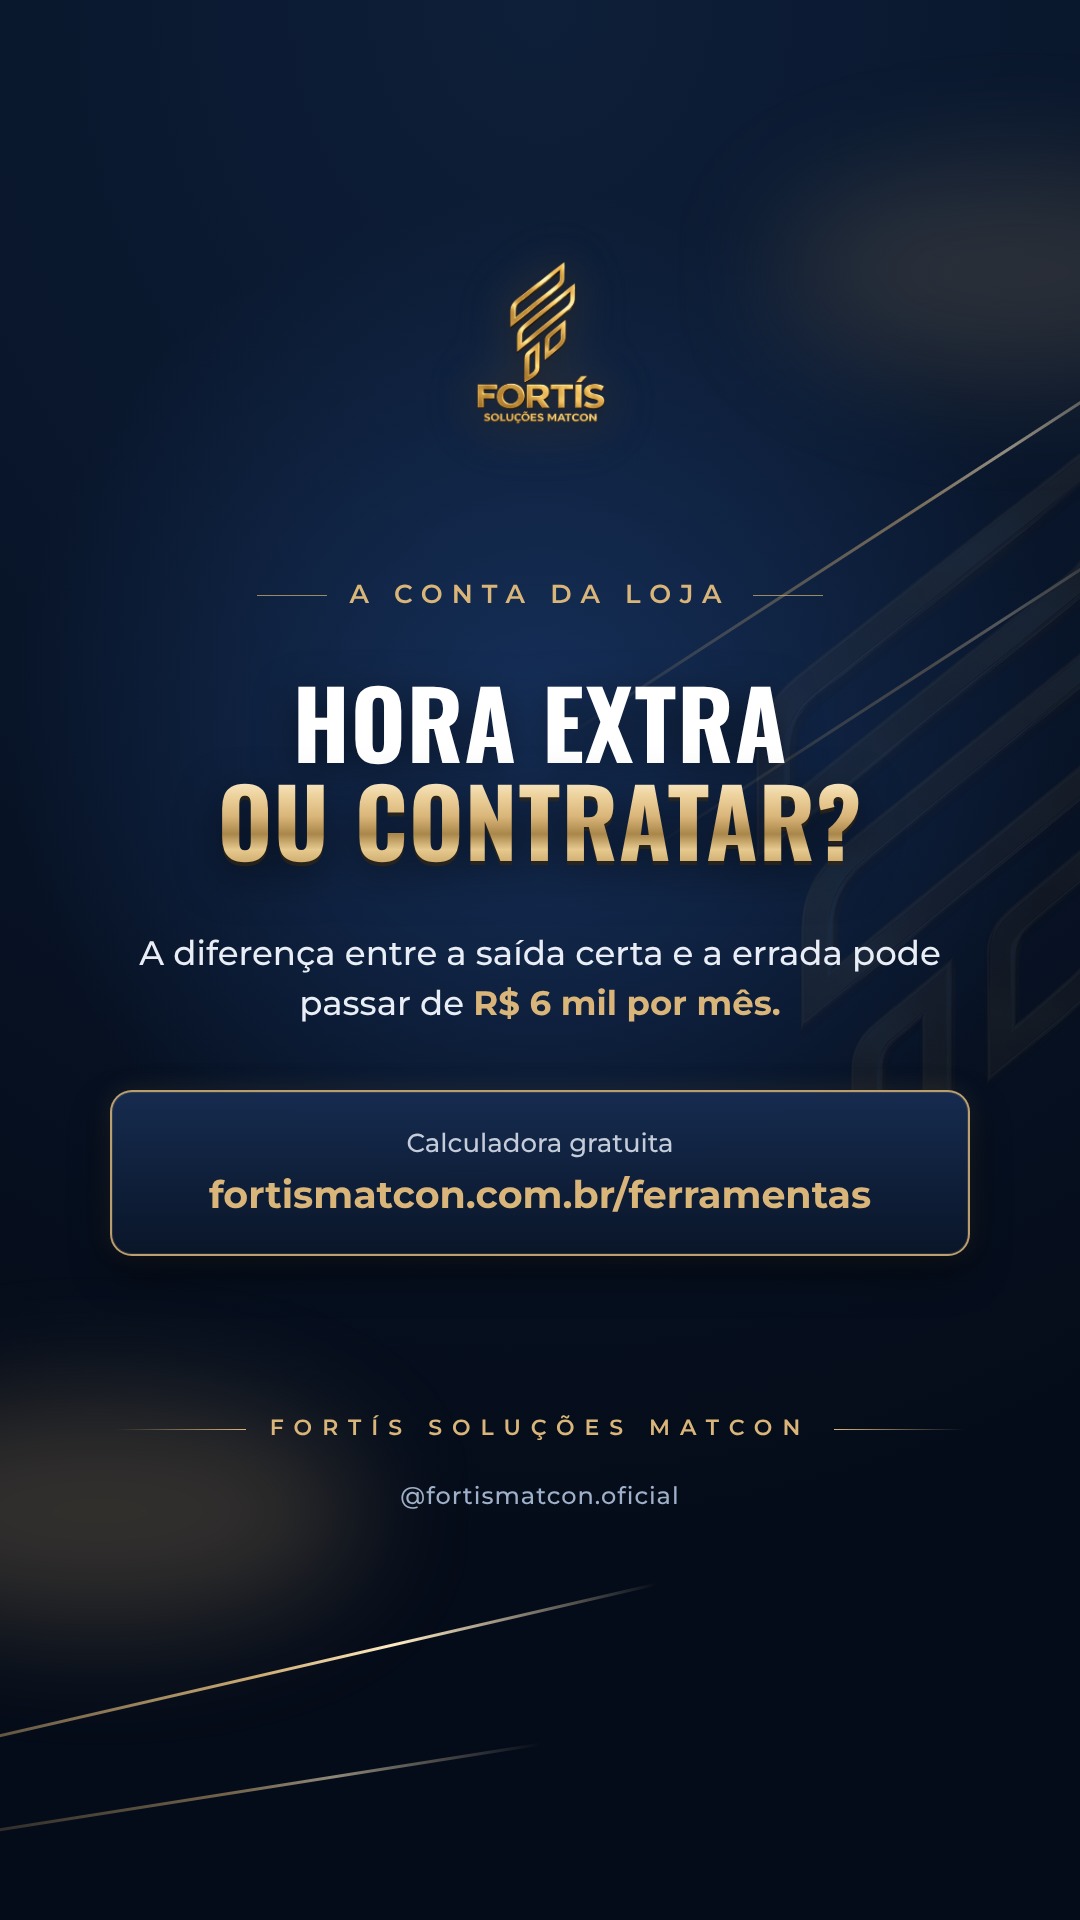 FORTÍS
SOLUÇÕES MATCON
A CONTA DA LOJA
HORA EXTRA
OU CONTRATAR?
A diferença entre a saída certa e a errada pode
passar de R$ 6 mil por mês.
Calculadora gratuita
fortismatcon.com.br/ferramentas
FORTÍS SOLUÇÕES MATCON
@fortismatcon.oficial